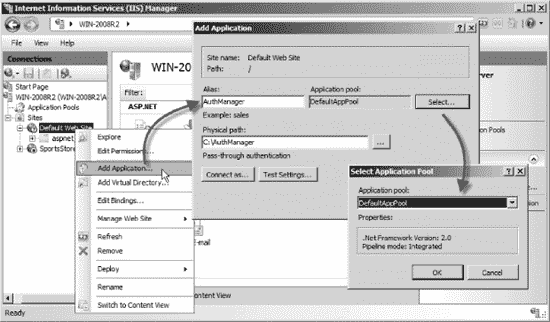 Internet Information Services (IIS) Manager
WIN-2008R2
File View Help
Connections
Start Page
WIN-2008R2 (WIN-2008R2\A
Application Pools
Sites
Default Web Site
aspnet
SportsStore
WIN-2008
Filter:
ASP.NET
Explore
Edit Permissions...
Add Application...
Add Virtual Directory...
Edit Bindings...
Manage Web Site
Refresh
Remove
Deploy
Rename
Switch to Content View
-mail
ontent View
Ready
Add Application
Site name: Default Web Site
Path: /
Alias: Application pool:
AuthManager DefaultAppPool Select...
Example: sales
Physical path:
C:\AuthManager ...
Pass-through authentication
Connect as... Test Settings...
erver
n Pools
es
Select Application Pool
Application pool:
DefaultAppPool
Properties:
.Net Framework Version: 2.0
Pipeline mode: Integrated
OK Cancel